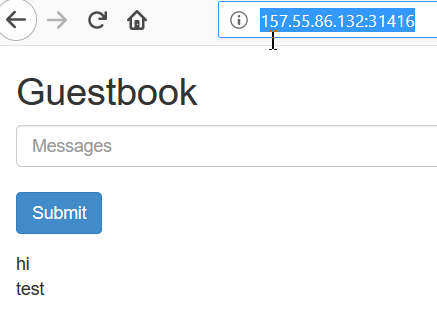 157.55.86.132:31416
Guestbook
Messages
Submit
hi
test